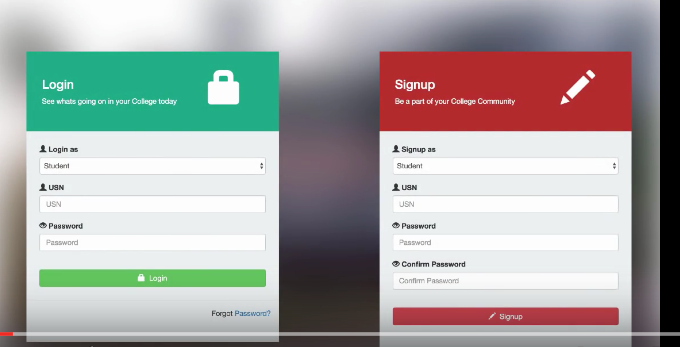 Login
See whats going on in your College today
Login as
Student
USN
USN
Password
Password
Login
Forgot Password?
Signup
Be a part of your College Community
Signup as
Student
USN
USN
Password
Password
Confirm Password
Confirm Password
Signup